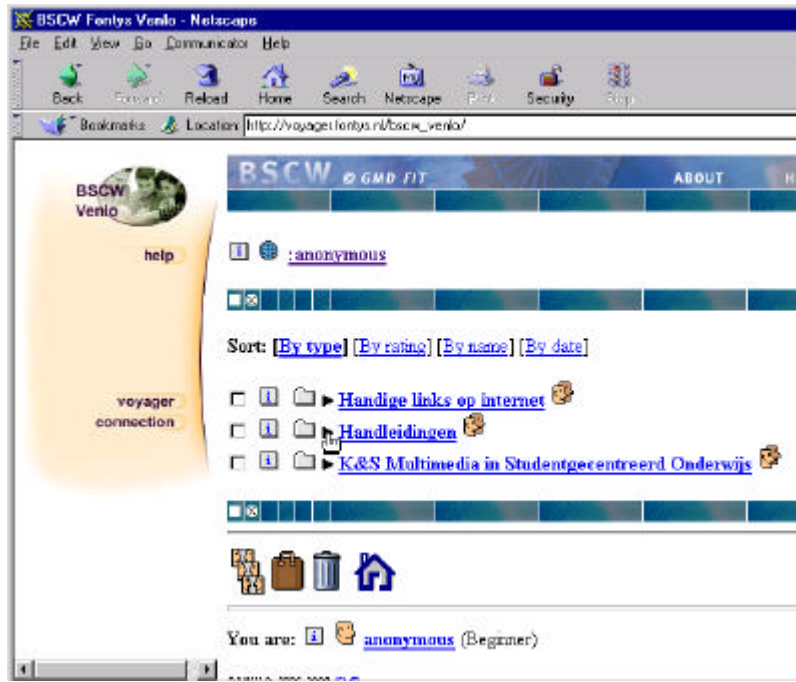 BSCW Fontys Venlo - Netscape
File Edit View Go Communicator Help
Back Forward Reload Home Search Netscape Print Security Stop
Bookmarks Location: http://voyager.fontys.nl/bscw_venlo/
BSCW © GMD FIT ABOUT H
BSCW
Venlo
help
:anonymous
Sort: [By type] [By rating] [By name] [By date]
Handige links op internet
voyager
connection
Handleidingen
K&S Multimedia in Studentgecentreerd Onderwijs
You are: anonymous (Beginner)